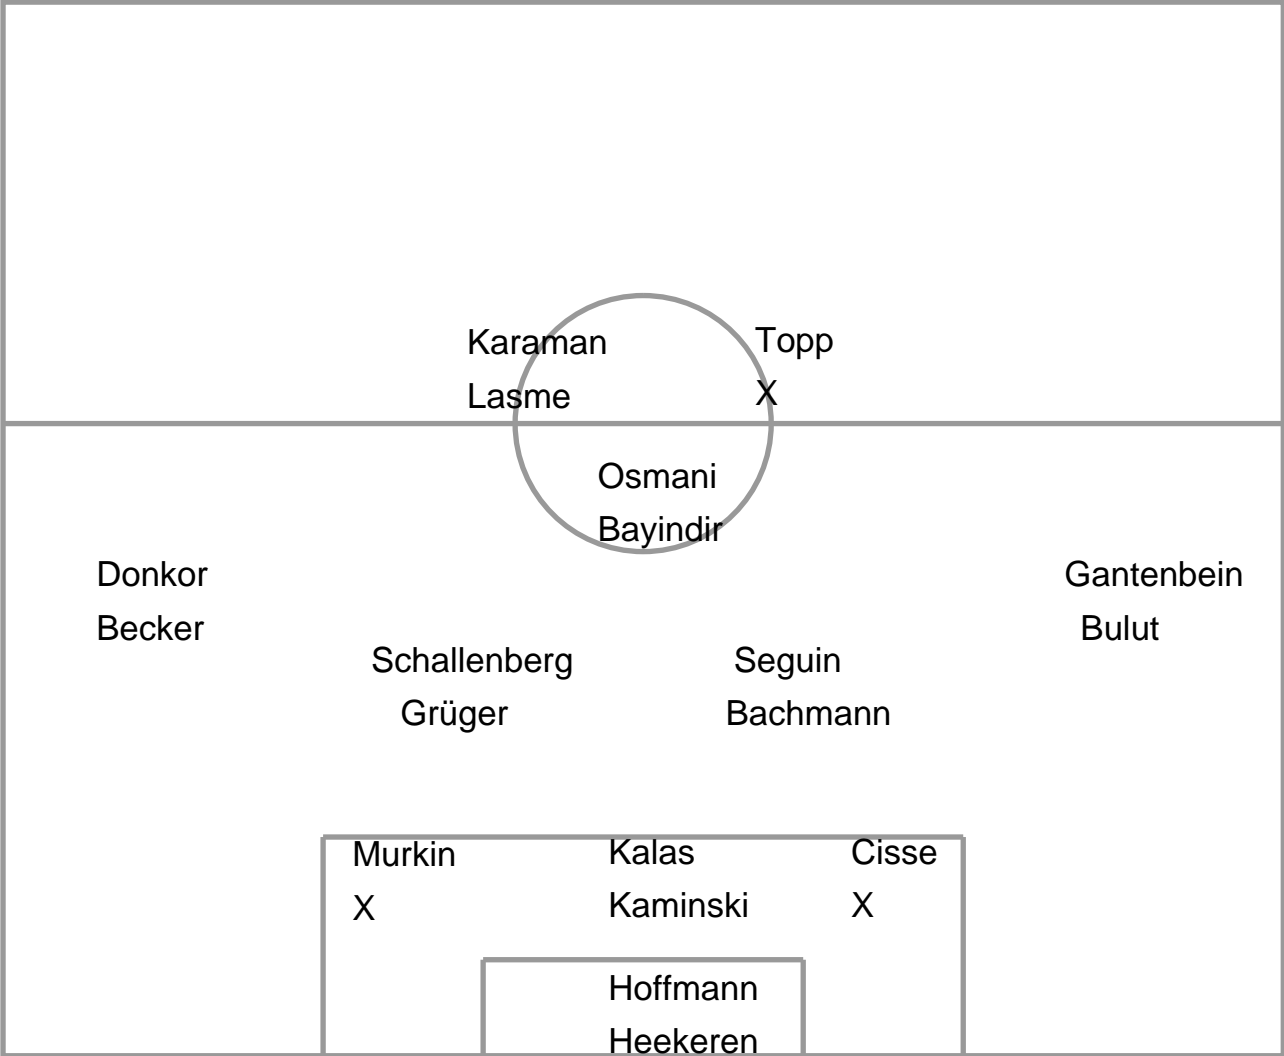 Karaman
Lasme
Topp
X
Osmani
Bayindir
Donkor
Becker
Gantenbein
Bulut
Schallenberg
Grüger
Seguin
Bachmann
Murkin
X
Kalas
Kaminski
Cisse
X
Hoffmann
Heekeren